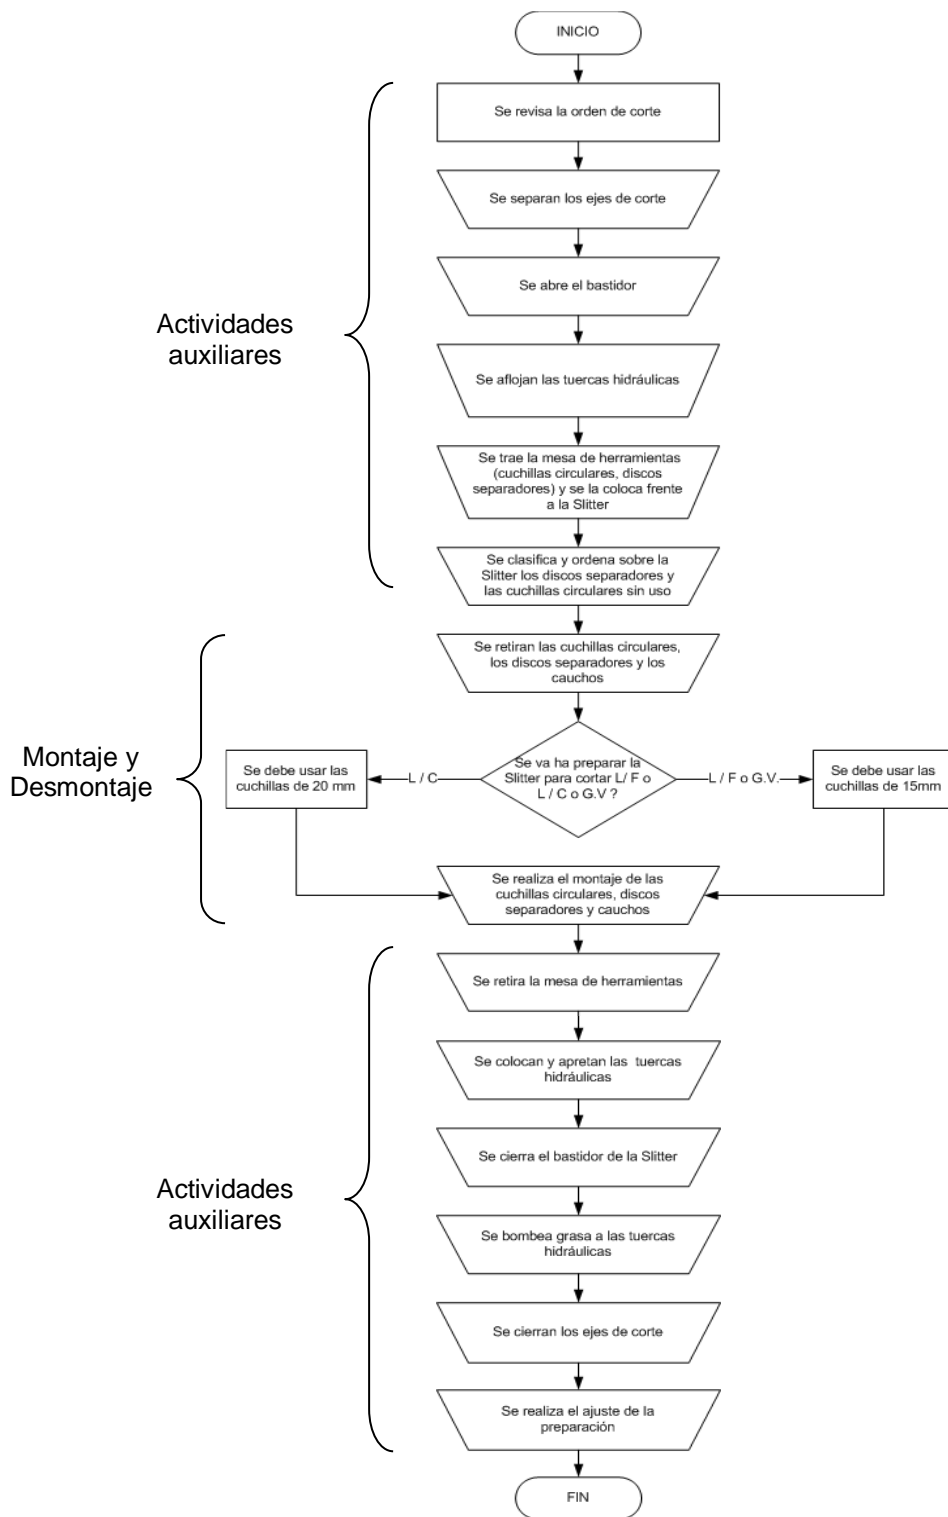 INICIO
Se revisa la orden de corte
Se separan los ejes de corte
Se abre el bastidor
Actividades
auxiliares
Se aflojan las tuercas hidráulicas
Se trae la mesa de herramientas
(cuchillas circulares, discos
separadores) y se la coloca frente
a la Slitter
Se clasifica y ordena sobre la
Slitter los discos separadores y
las cuchillas circulares sin uso
Se retiran las cuchillas circulares,
los discos separadores y los
cauchos
Montaje y
Desmontaje
Se debe usar las
cuchillas de 20 mm
L / C
Se va ha preparar la
Slitter para cortar L/ F o
L / C o G.V ?
L / F o G.V.
Se debe usar las
cuchillas de 15mm
Se realiza el montaje de las
cuchillas circulares, discos
separadores y cauchos
Se retira la mesa de herramientas
Se colocan y apretan las tuercas
hidráulicas
Se cierra el bastidor de la Slitter
Actividades
auxiliares
Se bombea grasa a las tuercas
hidráulicas
Se cierran los ejes de corte
Se realiza el ajuste de la
preparación
FIN